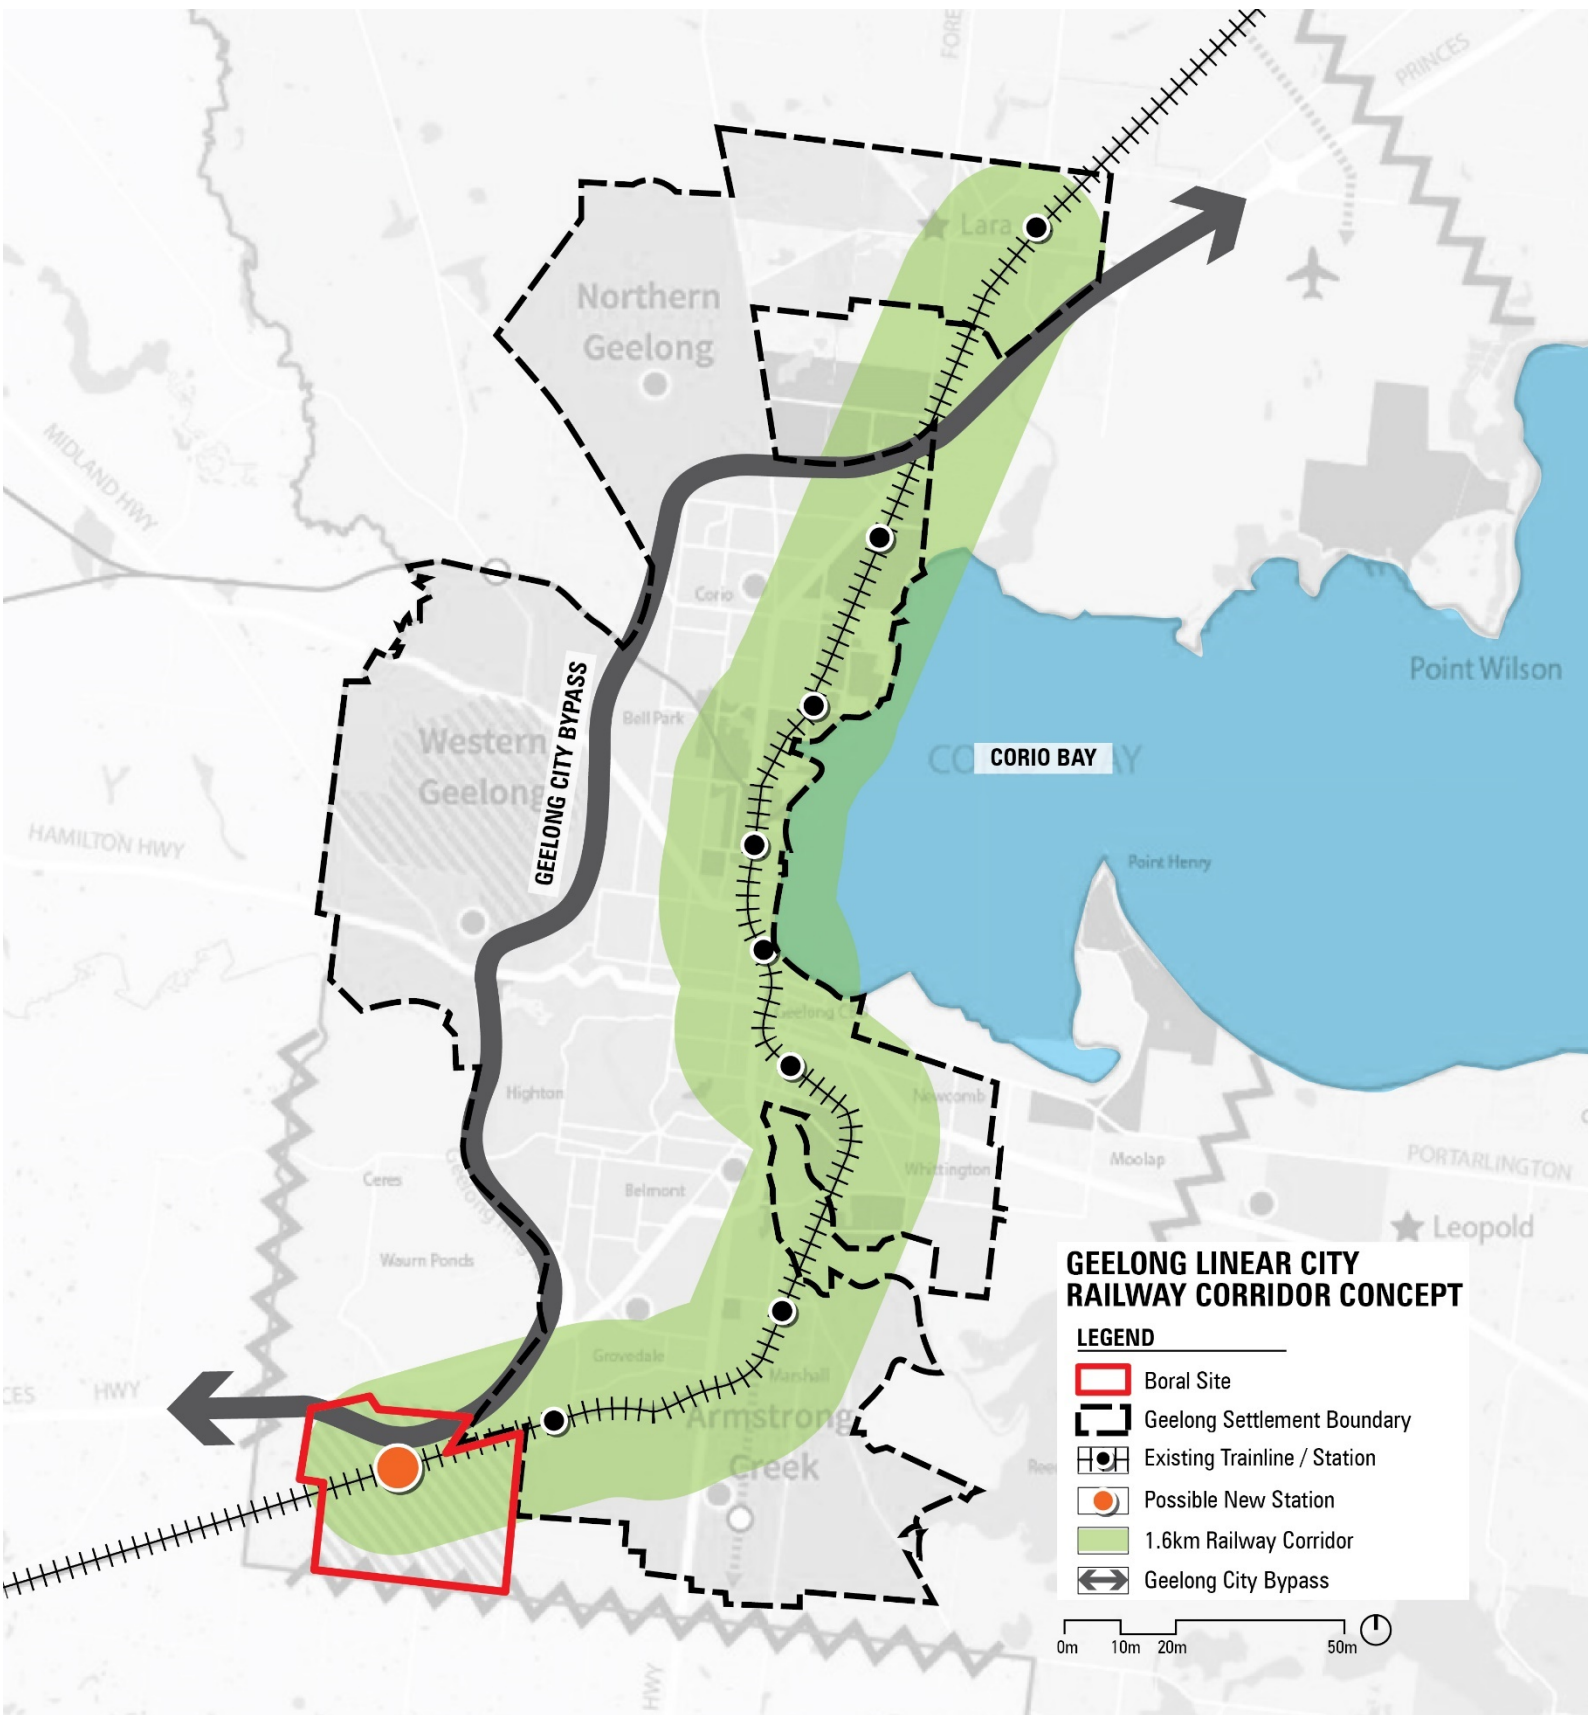 FORE
PRINCES
Lara
Northern
Geelong
MIDLAND HWY
Corio
Point Wilson
Bell Park
Western
Geelong
GEELONG CITY BYPASS
CORIO BAY
HAMILTON HWY
Point Henry
Geelong
Highton
Newcomb
PORTARLINGTON
Moolap
Whittington
Ceres
Belmont
Leopold
Waurn Ponds
GEELONG LINEAR CITY
RAILWAY CORRIDOR CONCEPT
LEGEND
Boral Site
Geelong Settlement Boundary
Existing Trainline / Station
Possible New Station
1.6km Railway Corridor
Geelong City Bypass
0m 10m 20m 50m
Grovedale
Marshall
CES HWY
Armstrong
Creek
HWY